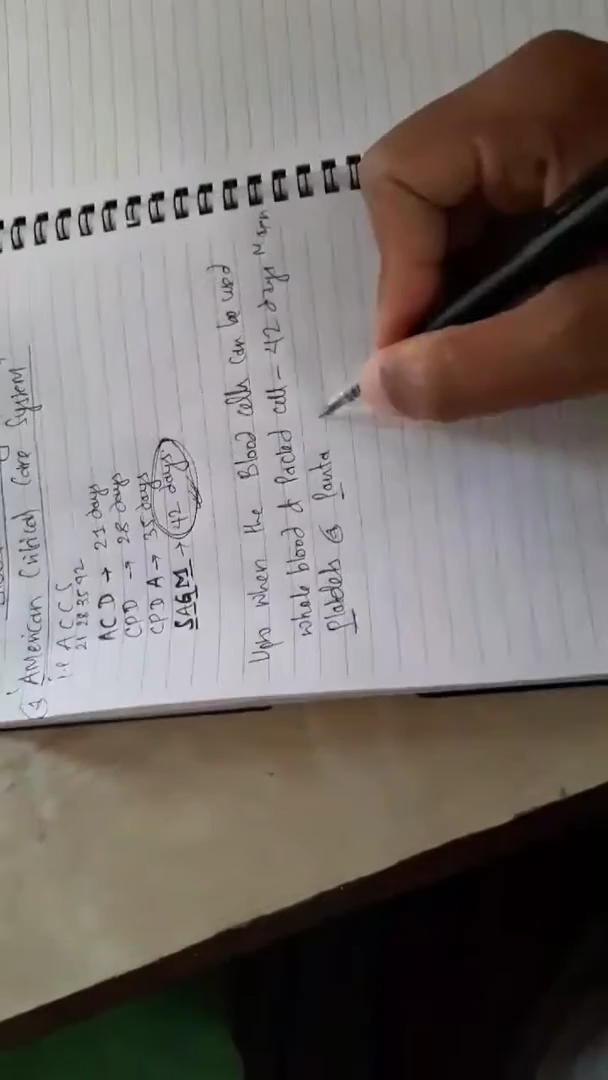 "American Critical Care System"
i.e A C C S
21 28 35 42
ACD → 21 days
CPD → 28 days
CPD A → 35 days
SAGM → 42 days
when the Blood cells can be used
whole blood & Packed cell - 42 days
Platelets